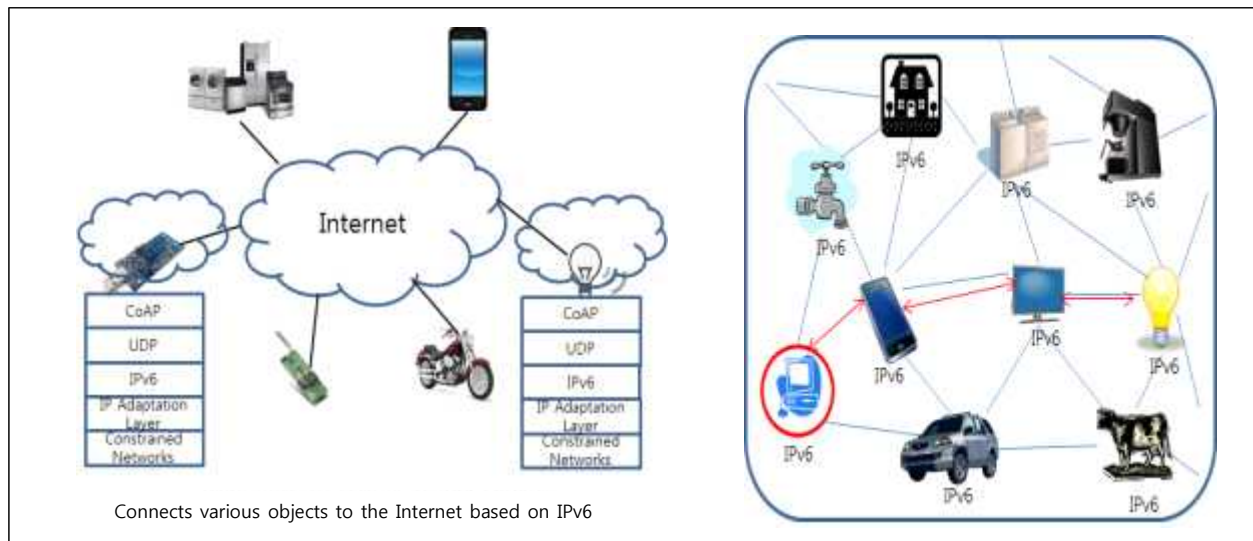 Internet
CoAP
UDP
IPv6
IP Adaptation
Layer
Constrained
Networks
CoAP
UDP
IPv6
IP Adaptation
Layer
Constrained
Networks
Connects various objects to the Internet based on IPv6
IPv6
IPv6
IPv6
IPv6
IPv6
IPv6
IPv6
IPv6
IPv6
IPv6